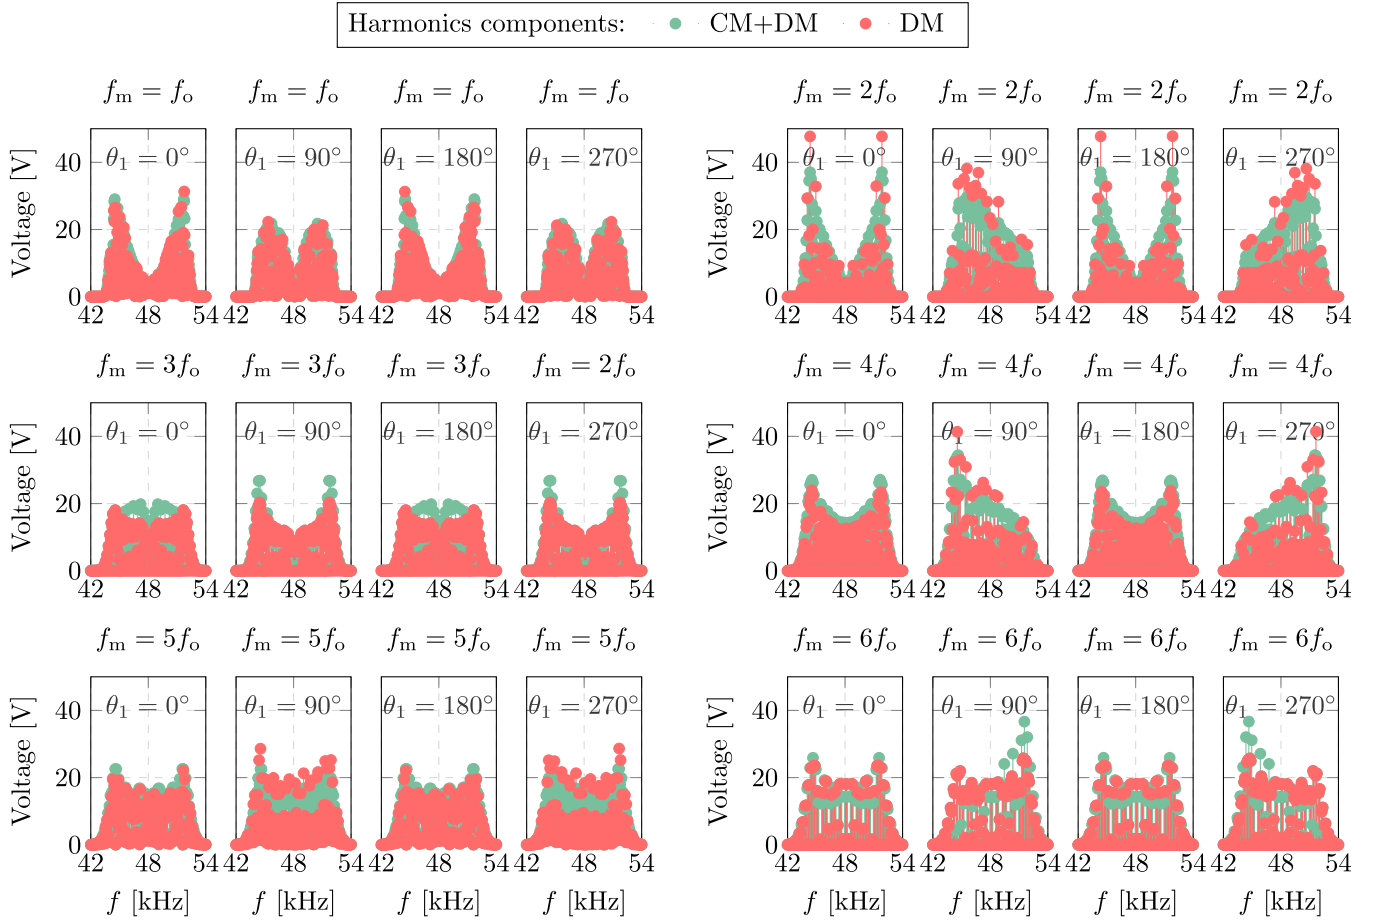 Harmonics components: CM+DM DM
fm = fo fm = fo fm = fo fm = fo fm = 2fo fm = 2fo fm = 2fo fm = 2fo
Voltage [V] 40 20 0 θ1 = 0° θ1 = 90° θ1 = 180° θ1 = 270° Voltage [V] 40 20 0 θ1 = 0° θ1 = 90° θ1 = 180° θ1 = 270°
42 48 54 42 48 54 42 48 54 42 48 54 42 48 54 42 48 54 42 48 54 42 48 54
fm = 3fo fm = 3fo fm = 3fo fm = 2fo fm = 4fo fm = 4fo fm = 4fo fm = 4fo
Voltage [V] 40 20 0 θ1 = 0° θ1 = 90° θ1 = 180° θ1 = 270° Voltage [V] 40 20 0 θ1 = 0° θ1 = 90° θ1 = 180° θ1 = 270°
42 48 54 42 48 54 42 48 54 42 48 54 42 48 54 42 48 54 42 48 54 42 48 54
fm = 5fo fm = 5fo fm = 5fo fm = 5fo fm = 6fo fm = 6fo fm = 6fo fm = 6fo
Voltage [V] 40 20 0 θ1 = 0° θ1 = 90° θ1 = 180° θ1 = 270° Voltage [V] 40 20 0 θ1 = 0° θ1 = 90° θ1 = 180° θ1 = 270°
42 48 54 42 48 54 42 48 54 42 48 54 42 48 54 42 48 54 42 48 54 42 48 54
f [kHz] f [kHz] f [kHz] f [kHz] f [kHz] f [kHz] f [kHz] f [kHz]